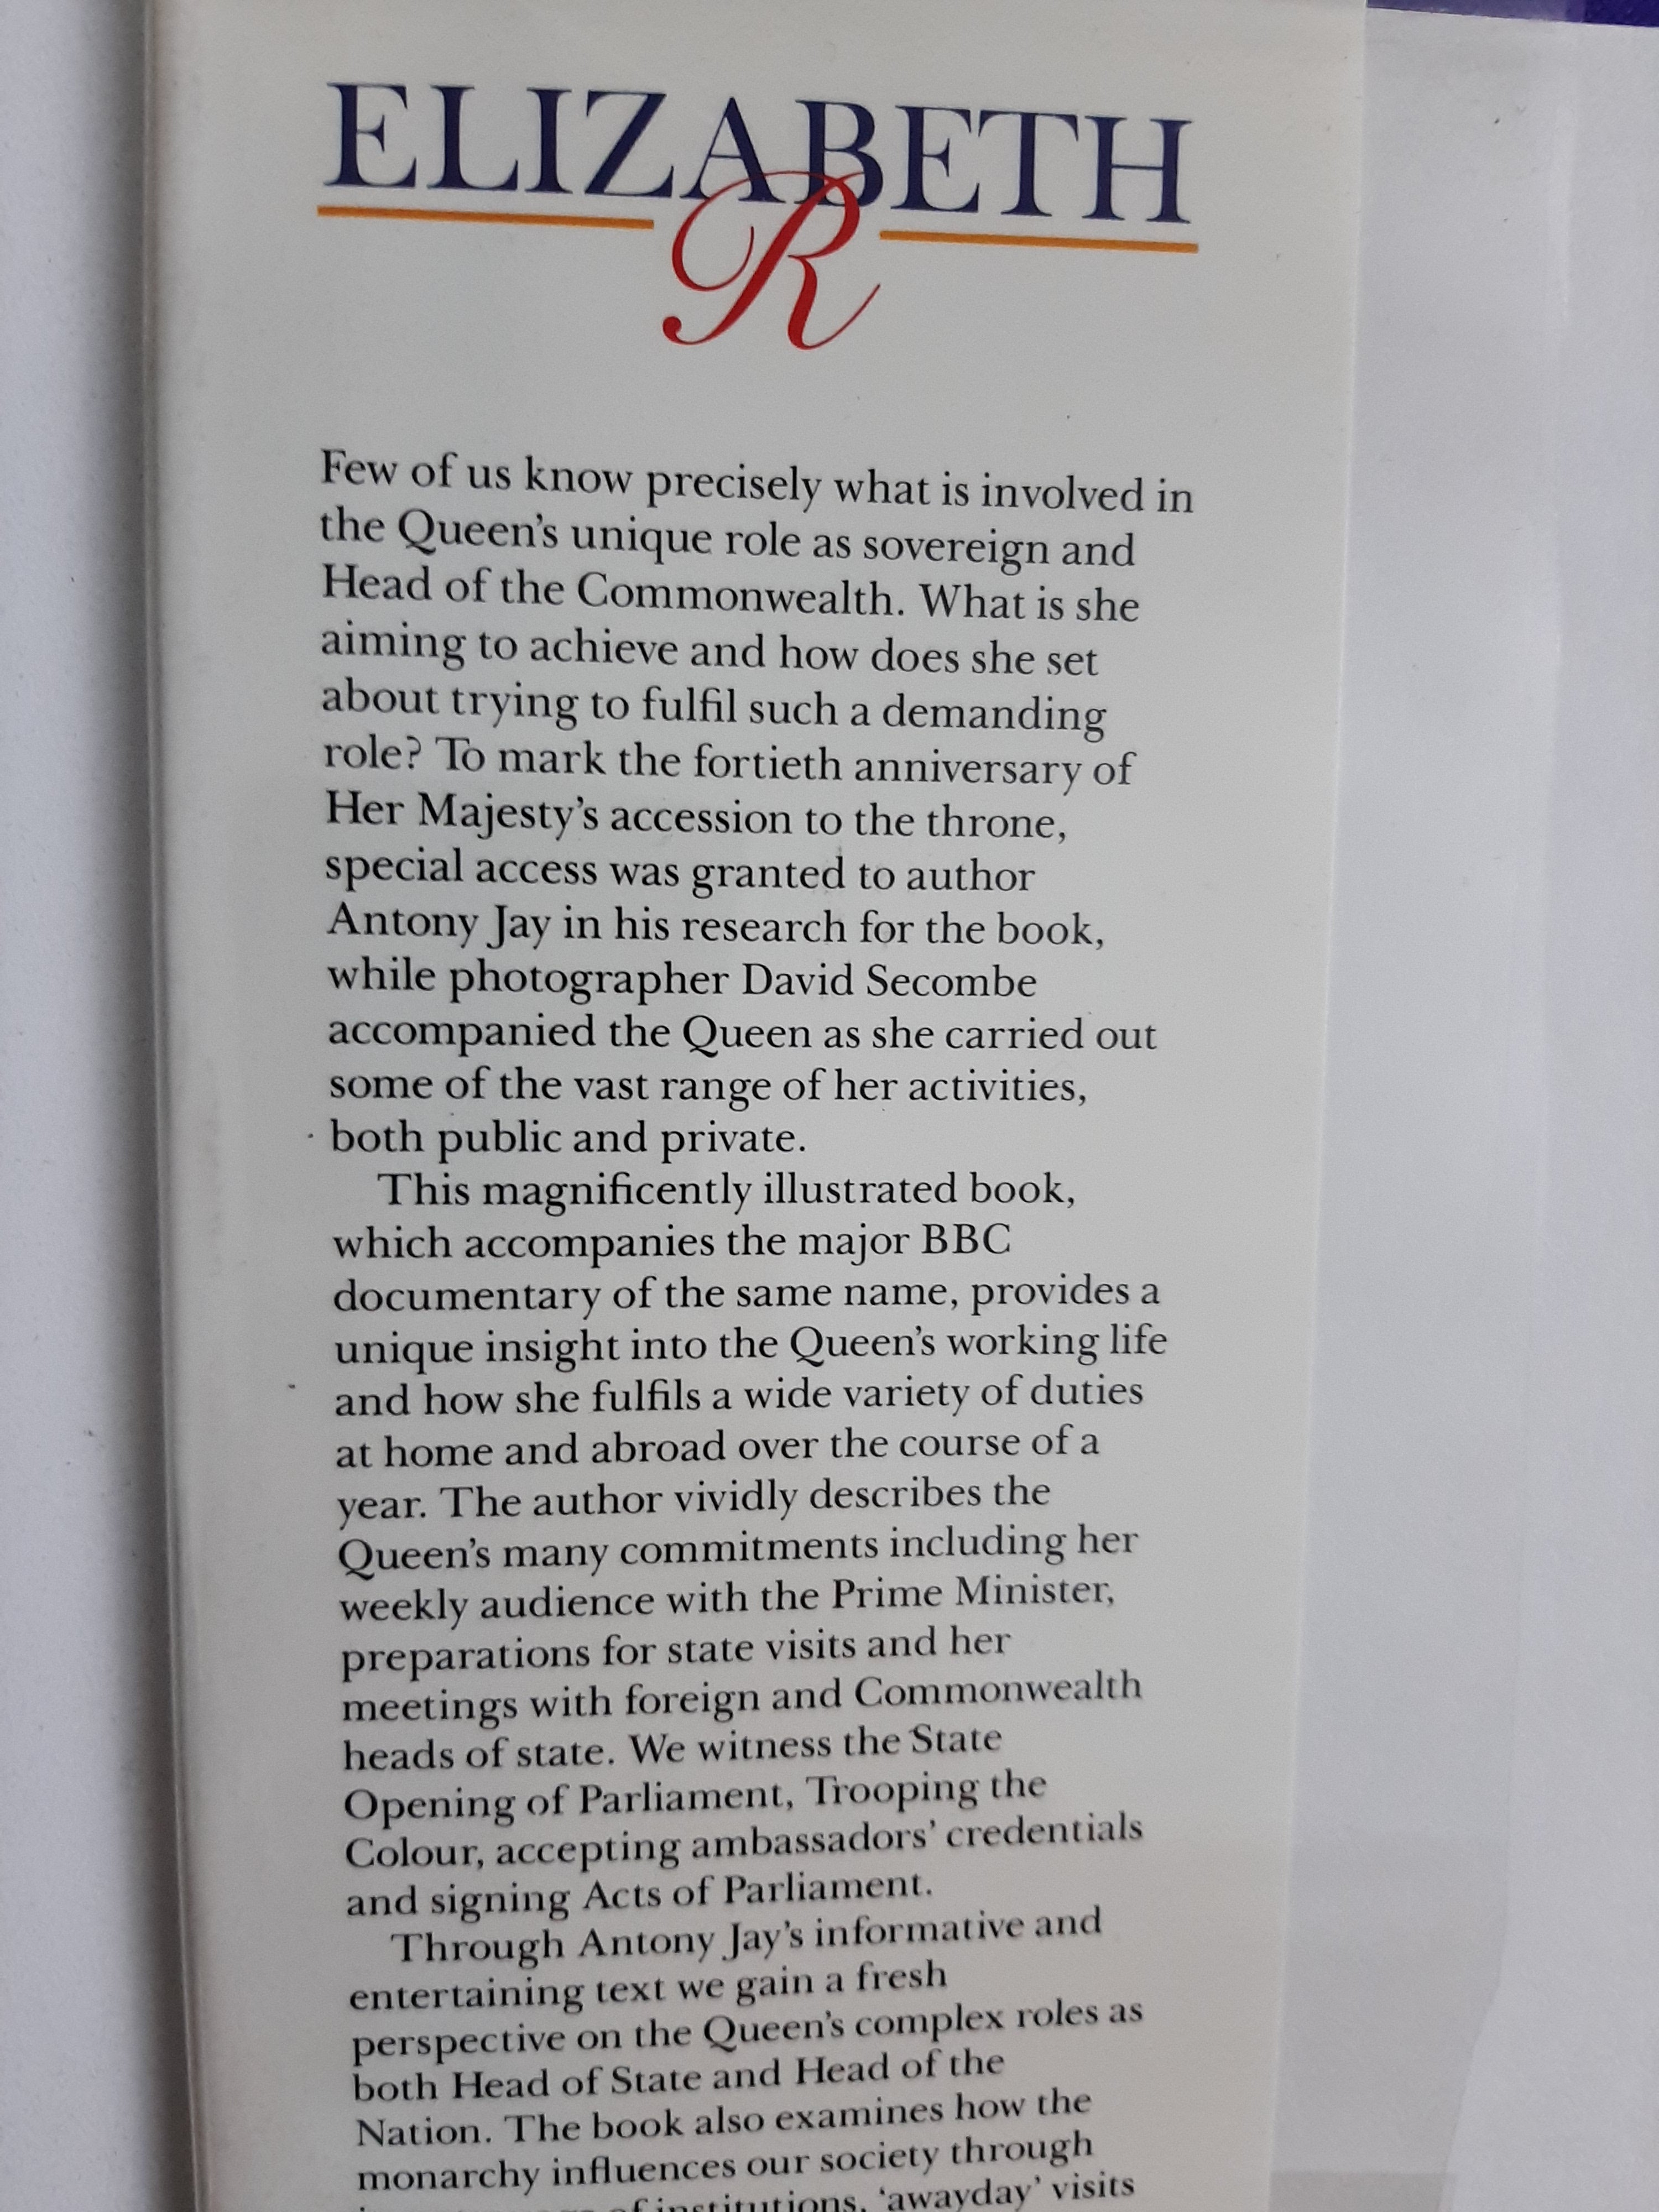 ELIZABETH
R
Few of us know precisely what is involved in
the Queen's unique role as sovereign and
Head of the Commonwealth. What is she
aiming to achieve and how does she set
about trying to fulfil such a demanding
role? To mark the fortieth anniversary of
Her Majesty's accession to the throne,
special access was granted to author
Antony Jay in his research for the book,
while photographer David Secombe
accompanied the Queen as she carried out
some of the vast range of her activities,
both public and private.
This magnificently illustrated book,
which accompanies the major BBC
documentary of the same name, provides a
unique insight into the Queen's working life
and how she fulfils a wide variety of duties
at home and abroad over the course of a
year. The author vividly describes the
Queen's many commitments including her
weekly audience with the Prime Minister,
preparations for state visits and her
meetings with foreign and Commonwealth
heads of state. We witness the State
Opening of Parliament, Trooping the
Colour, accepting ambassadors' credentials
and signing Acts of Parliament.
Through Antony Jay's informative and
entertaining text we gain a fresh
perspective on the Queen's complex roles as
both Head of State and Head of the
Nation. The book also examines how the
monarchy influences our society through
of institutions, 'awayday' visits